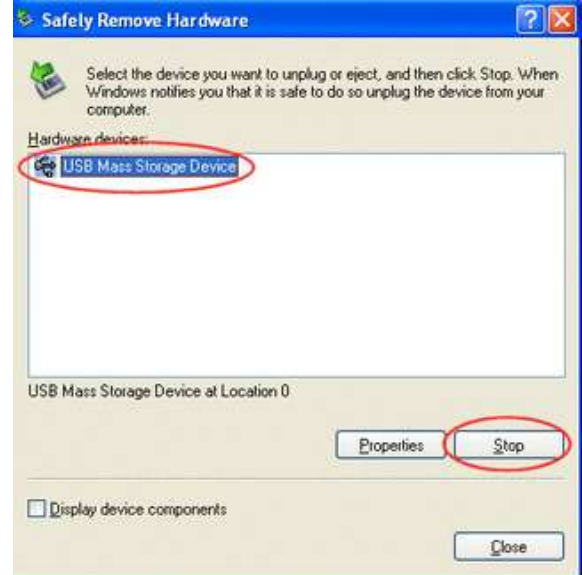 Safely Remove Hardware
Select the device you want to unplug or eject, and then click Stop. When
Windows notifies you that it is safe to do so unplug the device from your
computer.
Hardware devices:
USB Mass Storage Device
USB Mass Storage Device at Location 0
Properties Stop
Display device components
Close